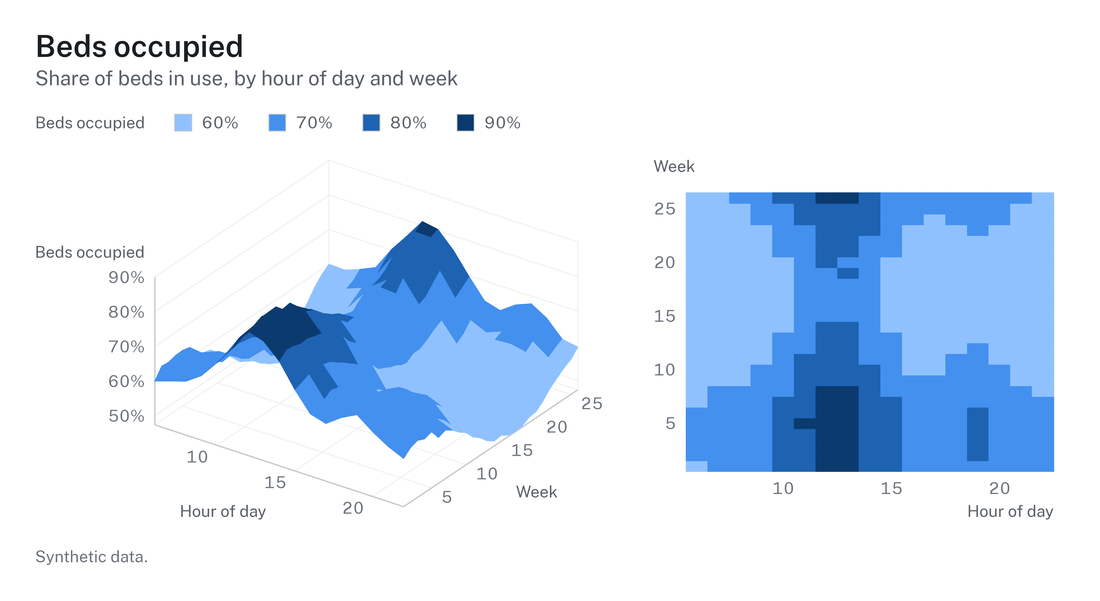 Beds occupied
Share of beds in use, by hour of day and week
Beds occupied 60% 70% 80% 90%
Beds occupied
90%
80%
70%
60%
50%
10
15
20
Hour of day
5
10
15
20
25
Week
Week
25
20
15
10
5
10 15 20
Hour of day
Synthetic data.